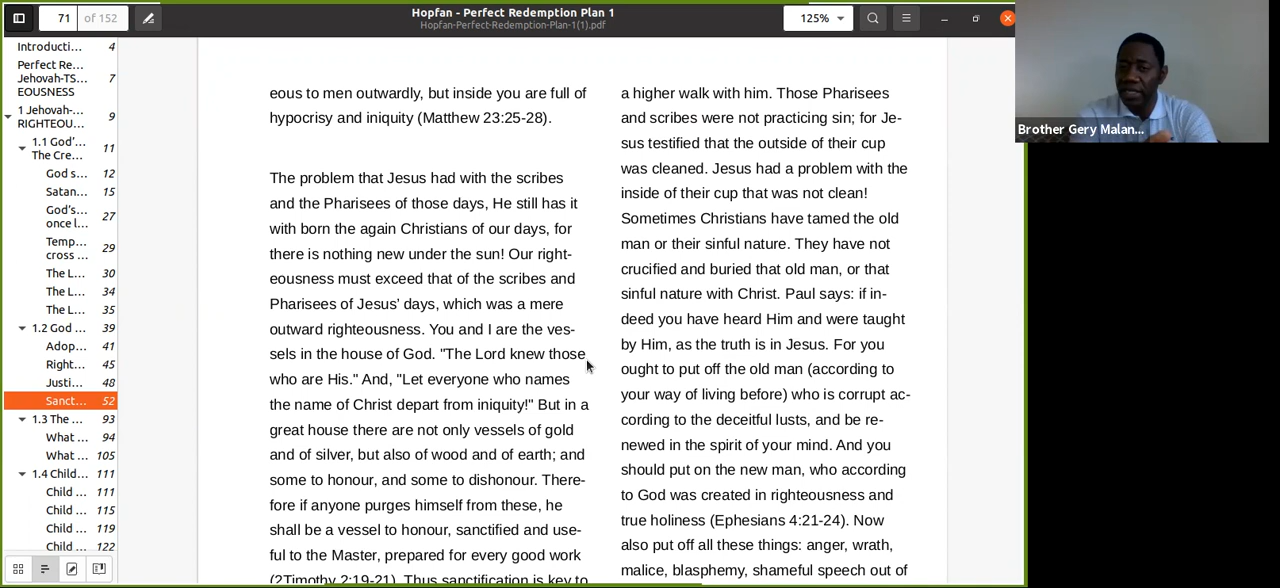 71
of 152
Hopfan - Perfect Redemption Plan 1
Hopfan-Perfect-Redemption-Plan-1(1).pdf
125%
Introducti... 4
Perfect Re...
Jehovah-TS... 7
EOUSNESS
1 Jehovah-... 9
RIGHTEOU...
1.1 God'... 11
The Cre...
God s... 12
Satan... 15
God's... 27
once l...
Temp... 29
cross ...
The L... 30
The L... 34
The L... 35
1.2 God ... 39
Adop... 41
Right... 45
Justi... 48
Sanct... 52
1.3 The ... 93
What ... 94
What ... 105
1.4 Child... 111
Child ... 111
Child ... 115
Child ... 119
Child ... 122
eous to men outwardly, but inside you are full of
hypocrisy and iniquity (Matthew 23:25-28).
The problem that Jesus had with the scribes
and the Pharisees of those days, He still has it
with born the again Christians of our days, for
there is nothing new under the sun! Our right-
eousness must exceed that of the scribes and
Pharisees of Jesus' days, which was a mere
outward righteousness. You and I are the ves-
sels in the house of God. "The Lord knew those
who are His." And, "Let everyone who names
the name of Christ depart from iniquity!" But in a
great house there are not only vessels of gold
and of silver, but also of wood and of earth; and
some to honour, and some to dishonour. There-
fore if anyone purges himself from these, he
shall be a vessel to honour, sanctified and use-
ful to the Master, prepared for every good work
(2Timothy 2:19-21). Thus sanctification is key to
a higher walk with him. Those Pharisees
and scribes were not practicing sin; for Je-
sus testified that the outside of their cup
was cleaned. Jesus had a problem with the
inside of their cup that was not clean!
Sometimes Christians have tamed the old
man or their sinful nature. They have not
crucified and buried that old man, or that
sinful nature with Christ. Paul says: if in-
deed you have heard Him and were taught
by Him, as the truth is in Jesus. For you
ought to put off the old man (according to
your way of living before) who is corrupt ac-
cording to the deceitful lusts, and be re-
newed in the spirit of your mind. And you
should put on the new man, who according
to God was created in righteousness and
true holiness (Ephesians 4:21-24). Now
also put off all these things: anger, wrath,
malice, blasphemy, shameful speech out of
Brother Gery Malan...